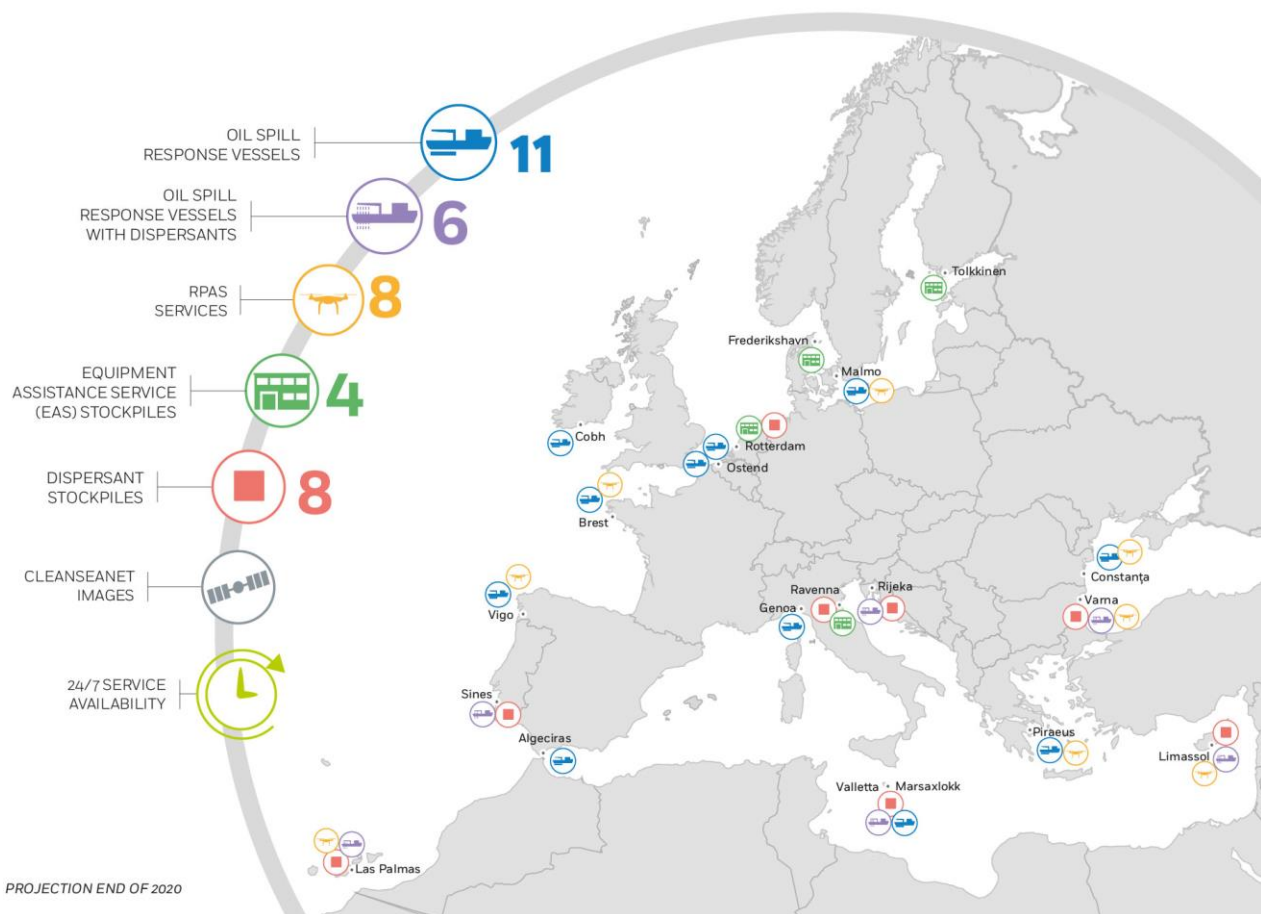 OIL SPILL
RESPONSE VESSELS
11
OIL SPILL
RESPONSE VESSELS
WITH DISPERSANTS
6
RPAS
SERVICES
8
EQUIPMENT
ASSISTANCE SERVICE
(EAS) STOCKPILES
4
DISPERSANT
STOCKPILES
8
CLEANSEANET
IMAGES
24/7 SERVICE
AVAILABILITY
Tolkkinen
Frederikshavn
Malmo
Cobh
Rotterdam
Ostend
Brest
Constanţa
Varna
Vigo
Ravenna
Rijeka
Genoa
Sines
Algeciras
Piraeus
Limassol
Valletta
Marsaxlokk
Las Palmas
PROJECTION END OF 2020